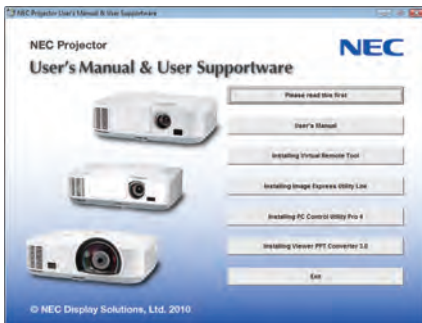 NEC Projector User's Manual & User Supportware
NEC Projector
NEC
User's Manual & User Supportware
Please read this first
User's Manual
Installing Virtual Remote Tool
Installing Image Express Utility Lite
Installing PC Control Utility Pro 4
Installing Viewer PPT Converter 3.0
Exit
© NEC Display Solutions, Ltd. 2010